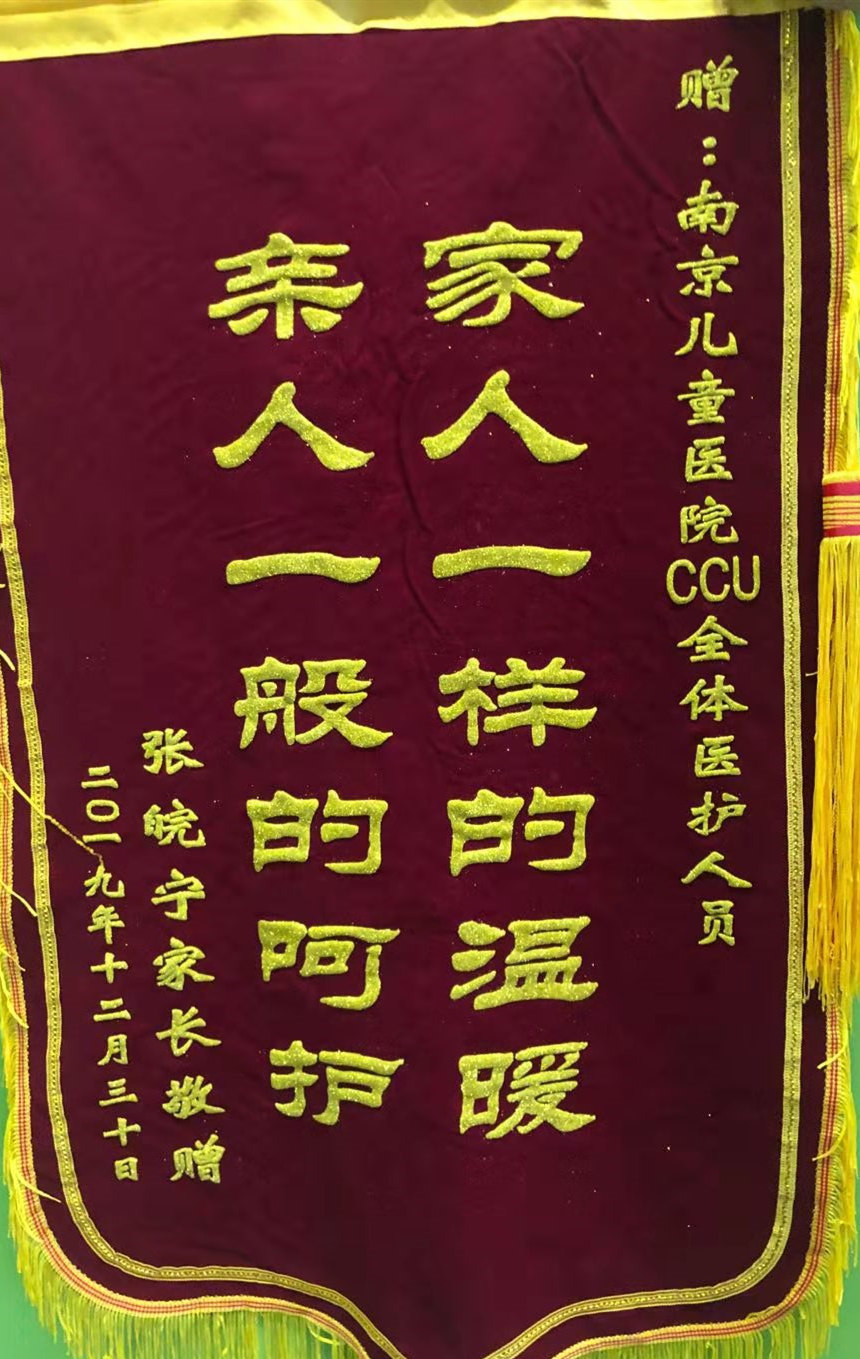 赠：南京儿童医院CCU全体医护人员
家人一样的温暖
亲人一般的呵护
张皖宁家长敬赠
二〇一九年十二月三十日